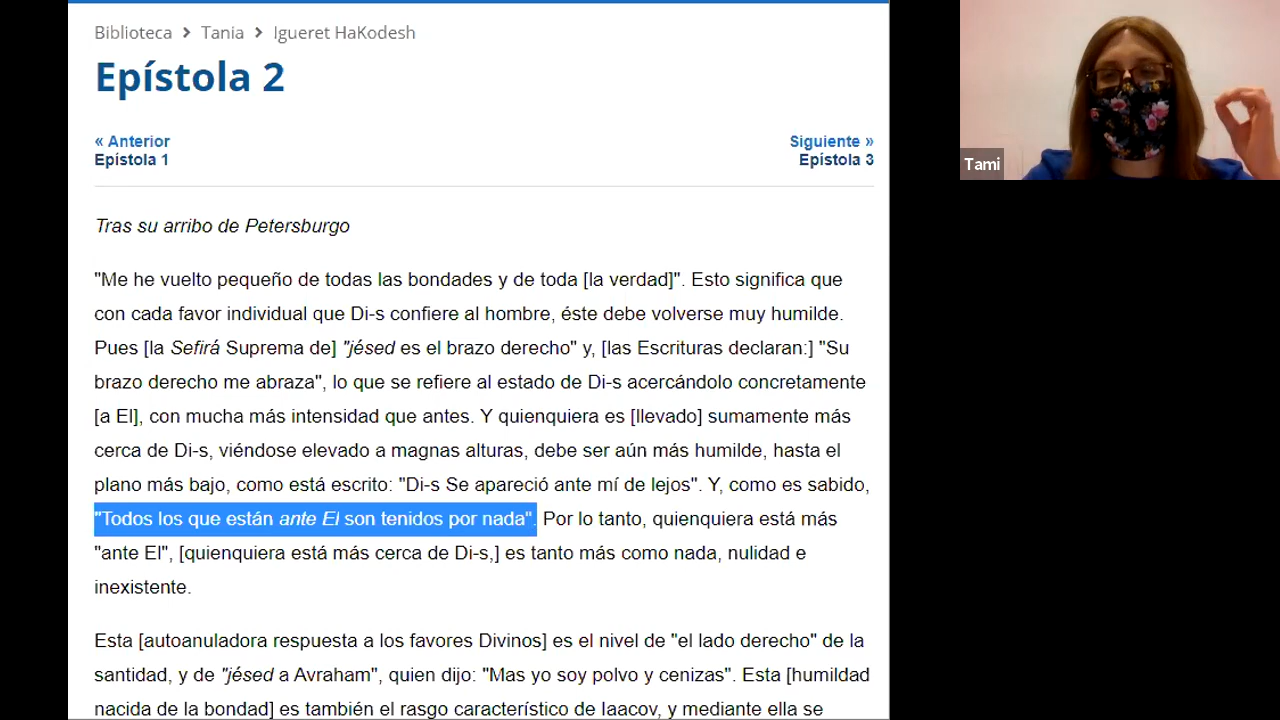 Biblioteca > Tania > Igueret HaKodesh
Epístola 2
« Anterior
Epístola 1
Siguiente »
Epístola 3
Tras su arribo de Petersburgo
"Me he vuelto pequeño de todas las bondades y de toda [la verdad]". Esto significa que
con cada favor individual que Di-s confiere al hombre, éste debe volverse muy humilde.
Pues [la Sefirá Suprema de] "jésed es el brazo derecho" y, [las Escrituras declaran:] "Su
brazo derecho me abraza", lo que se refiere al estado de Di-s acercándolo concretamente
[a El], con mucha más intensidad que antes. Y quienquiera es [llevado] sumamente más
cerca de Di-s, viéndose elevado a magnas alturas, debe ser aún más humilde, hasta el
plano más bajo, como está escrito: "Di-s Se apareció ante mí de lejos". Y, como es sabido,
"Todos los que están ante El son tenidos por nada". Por lo tanto, quienquiera está más
"ante El", [quienquiera está más cerca de Di-s,] es tanto más como nada, nulidad e
inexistente.
Esta [autoanuladora respuesta a los favores Divinos] es el nivel de "el lado derecho" de la
santidad, y de "jésed a Avraham", quien dijo: "Mas yo soy polvo y cenizas". Esta [humildad
nacida de la bondad] es también el rasgo característico de Iaacov, y mediante ella se
Tami